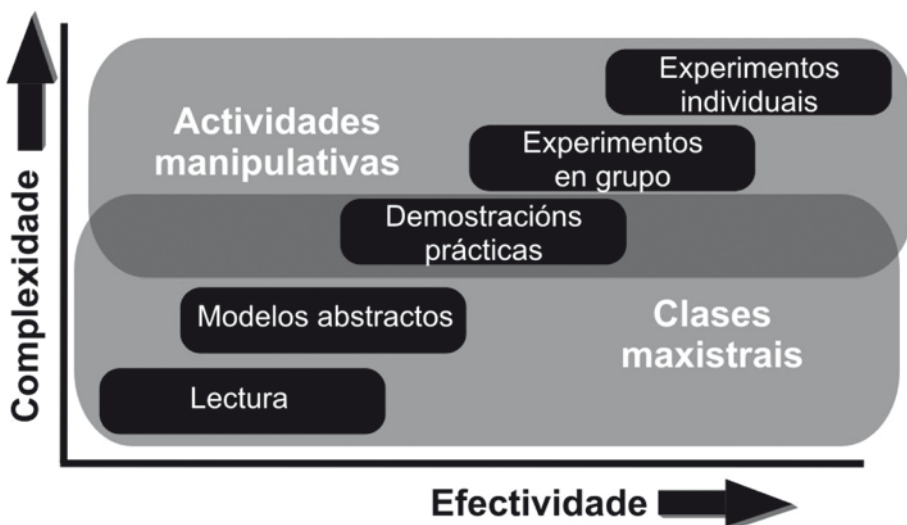 Complexidade
Actividades
manipulativas
Experimentos
individuais
Experimentos
en grupo
Demostracións
prácticas
Modelos abstractos
Clases
maxistrais
Lectura
Efectividade